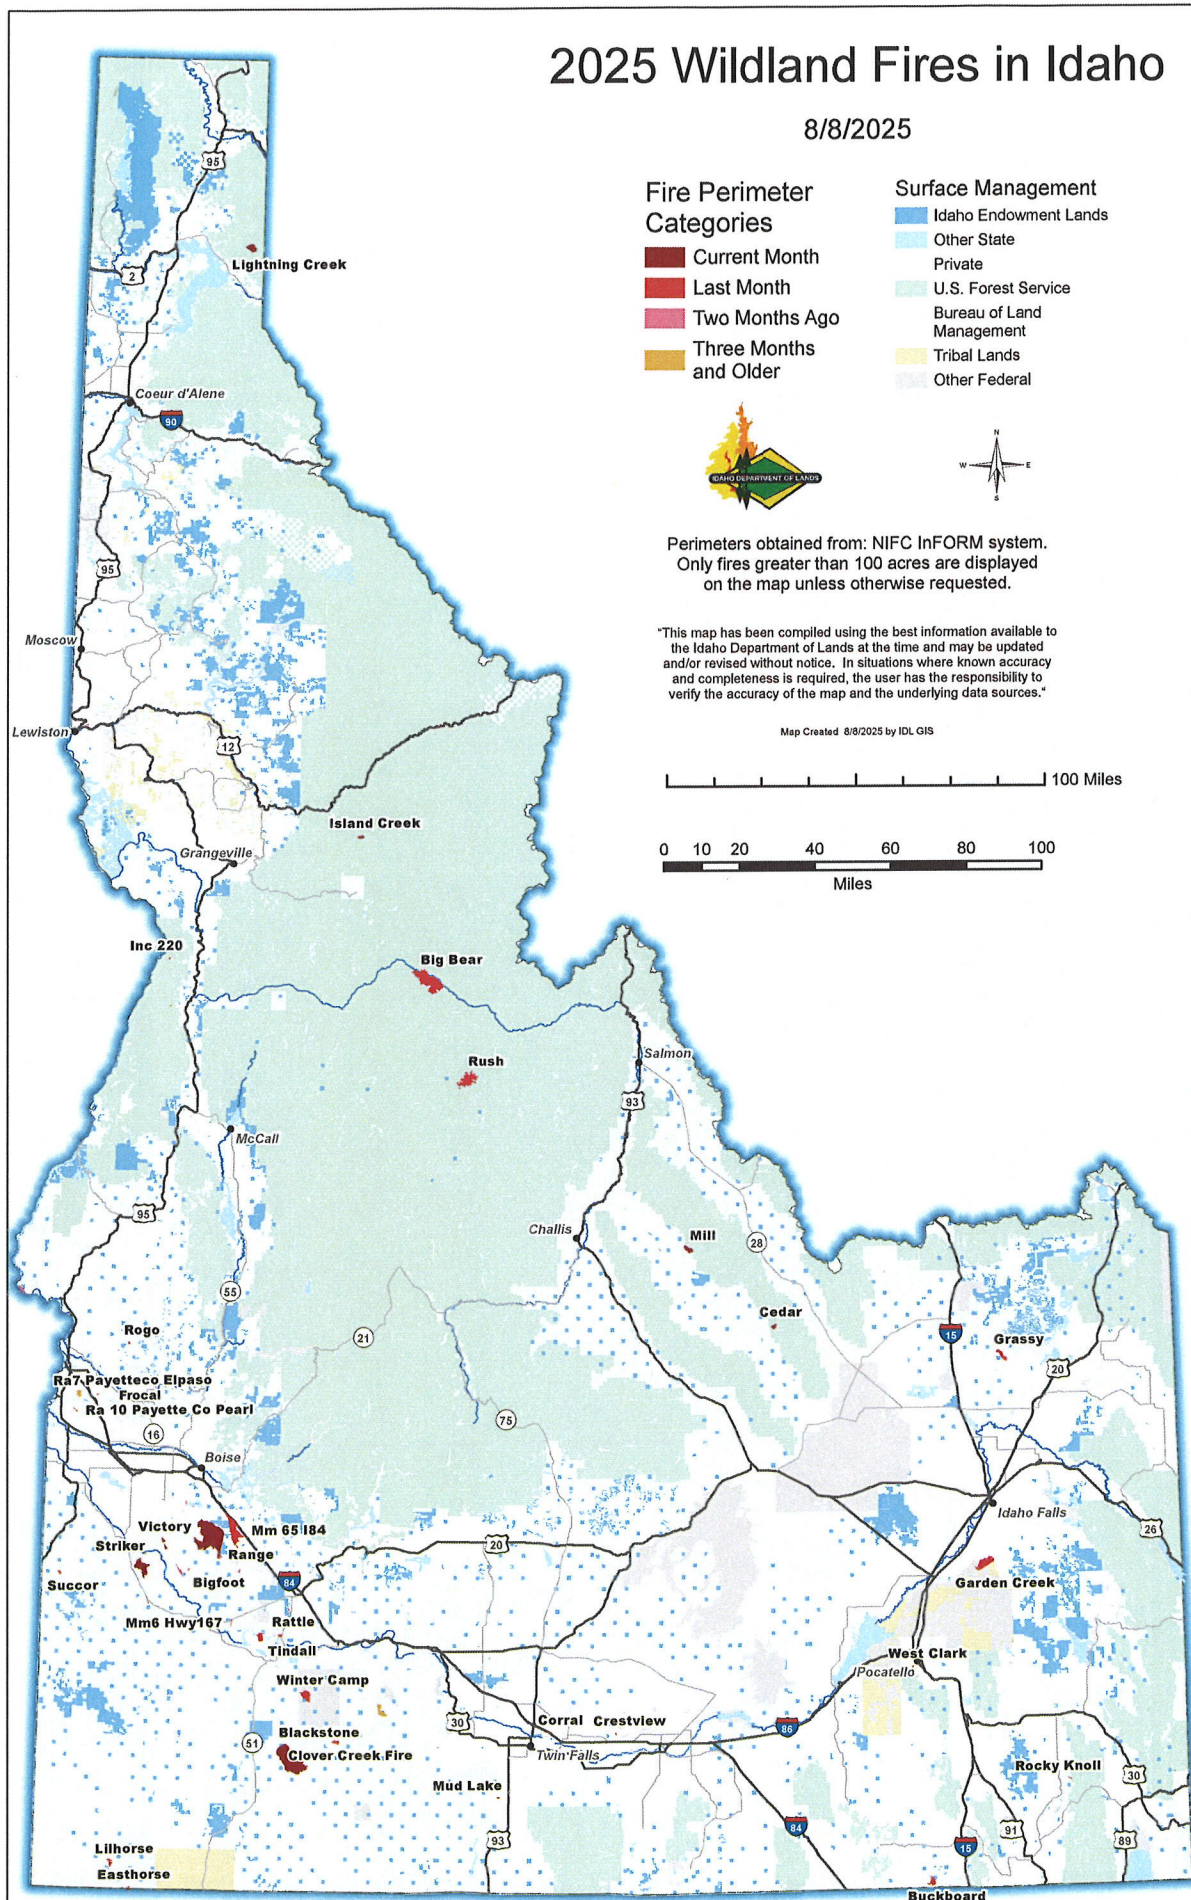 2025 Wildland Fires in Idaho
8/8/2025
Fire Perimeter
Categories
Current Month
Last Month
Two Months Ago
Three Months
and Older
Surface Management
Idaho Endowment Lands
Other State
Private
U.S. Forest Service
Bureau of Land
Management
Tribal Lands
Other Federal
IDAHO DEPARTMENT OF LANDS
N
W
E
S
Perimeters obtained from: NIFC InFORM system.
Only fires greater than 100 acres are displayed
on the map unless otherwise requested.
"This map has been compiled using the best information available to
the Idaho Department of Lands at the time and may be updated
and/or revised without notice. In situations where known accuracy
and completeness is required, the user has the responsibility to
verify the accuracy of the map and the underlying data sources."
Map Created 8/8/2025 by IDL GIS
100 Miles
0 10 20 40 60 80 100
Miles
95
Lightning Creek
2
Coeur d'Alene
90
95
Moscow
Lewiston
12
Island Creek
Grangeville
Inc 220
Big Bear
Rush
Salmon
93
McCall
95
Challis
Mill
28
55
Cedar
Rogo
21
15
Grassy
20
Ra7 Payetteco Elpaso
Frocal
Ra 10 Payette Co Pearl
75
16
Boise
Idaho Falls
26
Victory
Mm 65 I84
Striker
Range
20
Succor
Bigfoot
84
Garden Creek
Mm6 Hwy167
Rattle
Tindall
West Clark
Pocatello
Winter Camp
30
Corral
Crestview
86
Blackstone
51
Clover Creek Fire
Twin Falls
Mud Lake
Rocky Knoll
30
93
84
91
89
15
Lilhorse
Easthorse
Buckboard